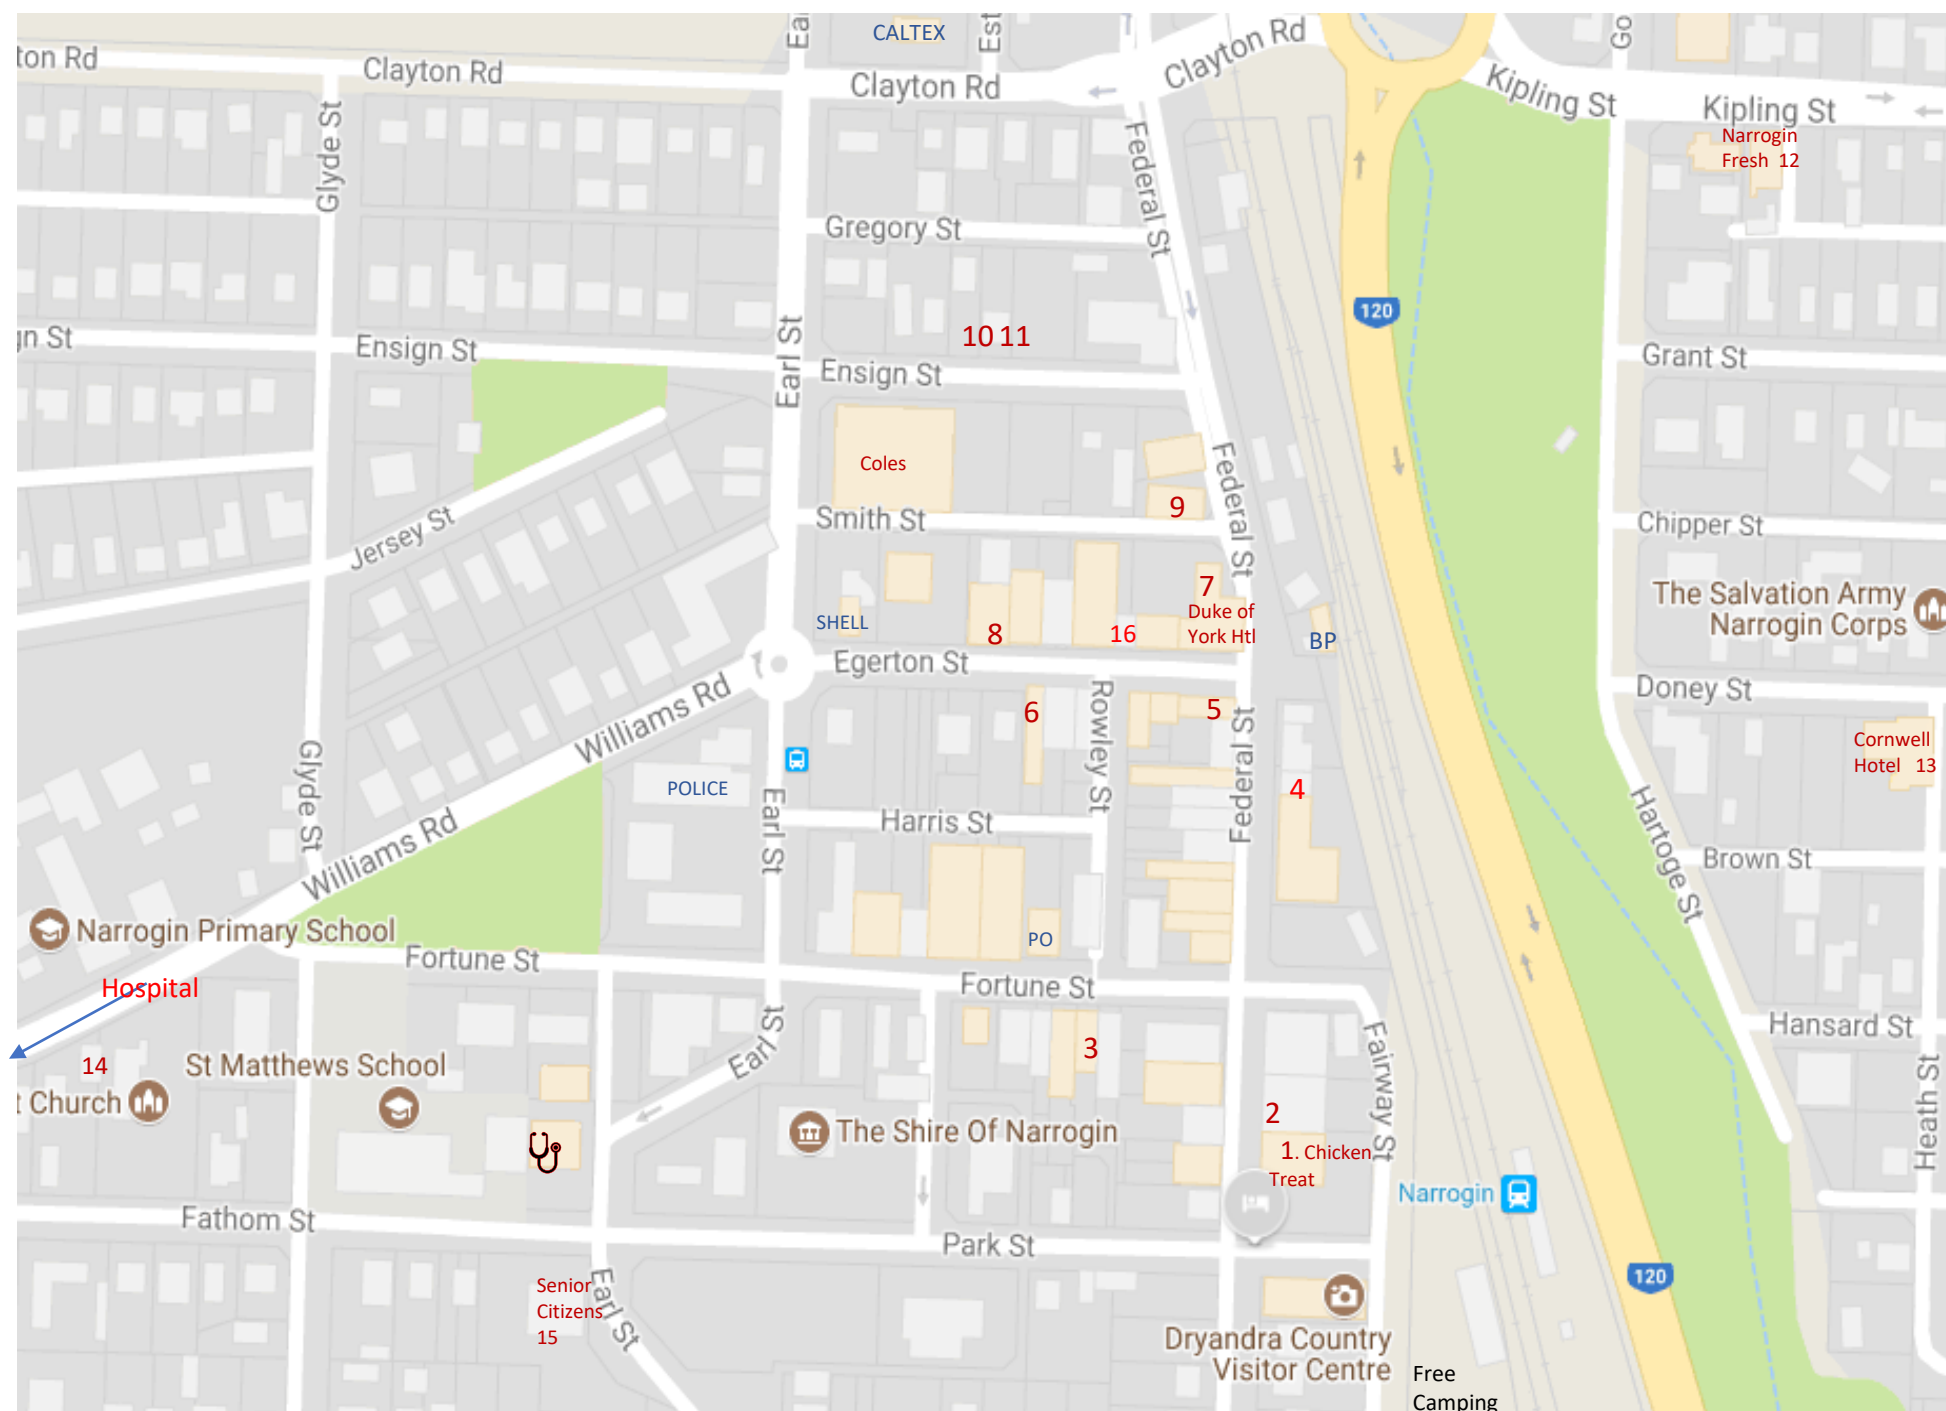 Ea
CALTEX
Est
Go
ton Rd
Clayton Rd
Clayton Rd
Clayton Rd
Kipling St
Kipling St
Narrogin
Fresh 12
Glyde St
Federal St
Gregory St
120
gn St
Ensign St
Earl St
10 11
Ensign St
Grant St
Coles
Federal St
9
Smith St
Chipper St
Jersey St
7
Duke of
York Htl
The Salvation Army
Narrogin Corps
SHELL
8
16
BP
Egerton St
Williams Rd
Doney St
6
Rowley St
5
Federal St
Cornwell
Hotel 13
Glyde St
POLICE
Earl St
4
Harris St
Hartoge St
Williams Rd
Brown St
Narrogin Primary School
PO
Fortune St
Fortune St
Hospital
Earl St
Fairway St
Hansard St
14
St Matthews School
3
Heath St
t Church
The Shire Of Narrogin
2
1. Chicken
Treat
Narrogin
Fathom St
Park St
Senior
Citizens
15
Earl St
120
Dryandra Country
Visitor Centre
Free
Camping